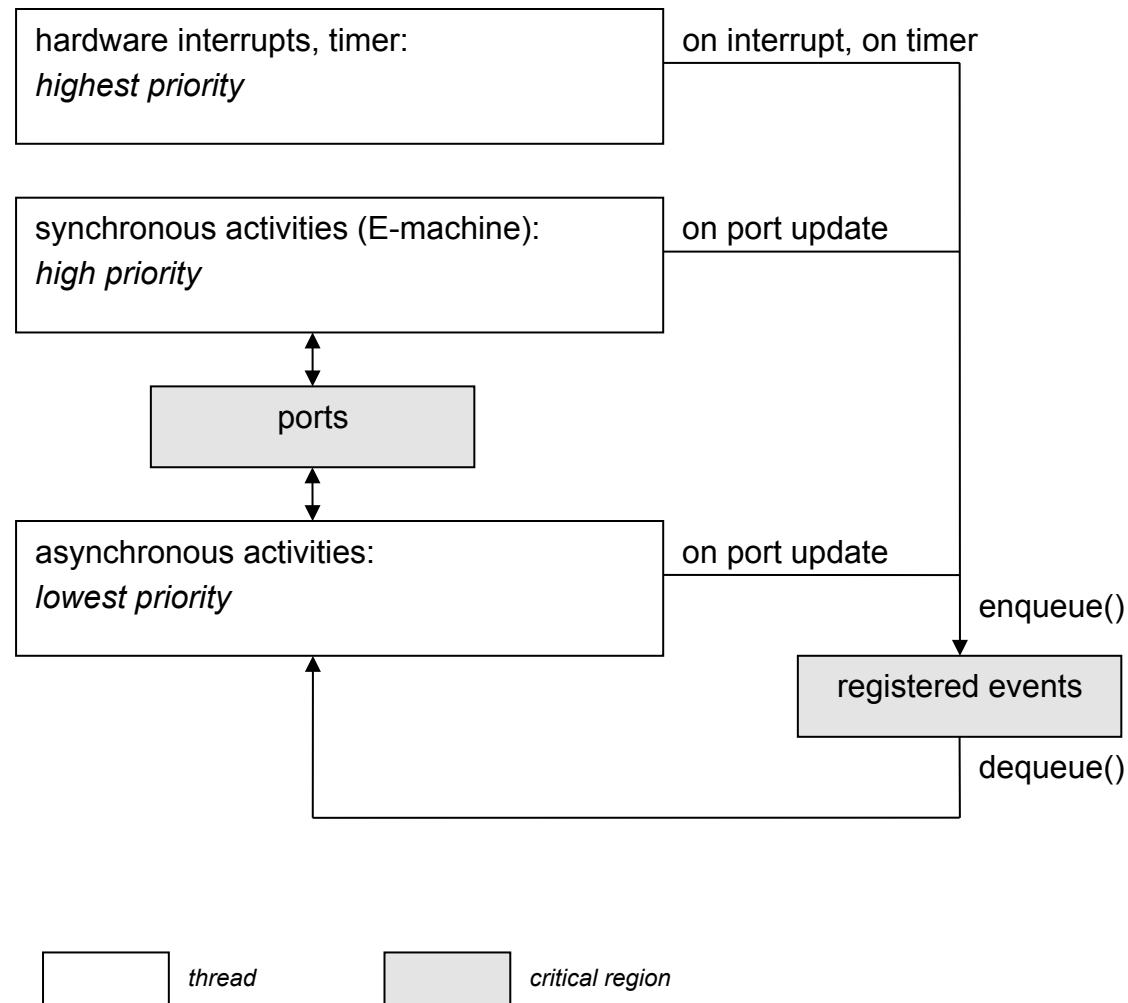 hardware interrupts, timer:
highest priority
on interrupt, on timer
synchronous activities (E-machine):
high priority
on port update
ports
asynchronous activities:
lowest priority
on port update
enqueue()
registered events
dequeue()
thread
critical region